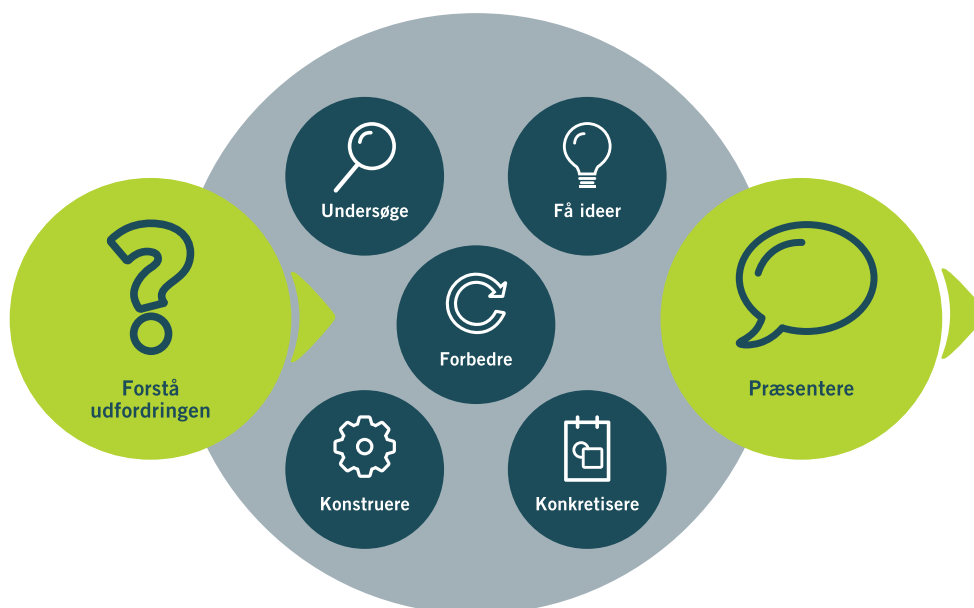 Undersøge
Få ideer
Forstå
udfordringen
Forbedre
Præsentere
Konstruere
Konkretisere